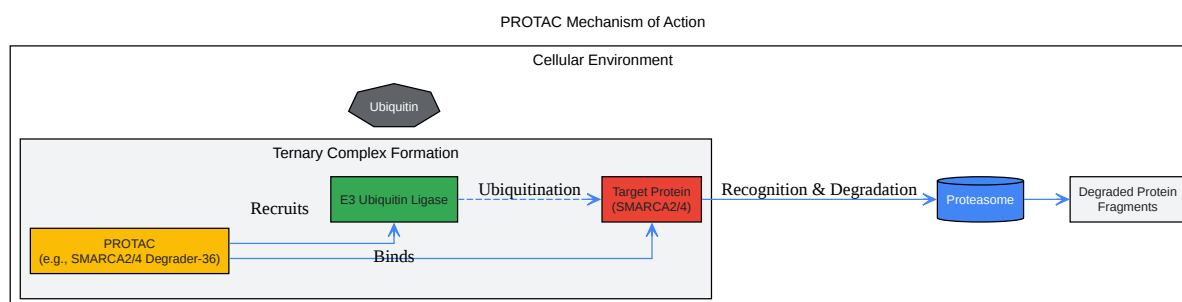 PROTAC Mechanism of Action
Cellular Environment
Ubiquitin
Ternary Complex Formation
E3 Ubiquitin Ligase
Ubiquitination
Target Protein
(SMARCA2/4)
Recognition & Degradation
Proteasome
Degraded Protein
Fragments
Recruits
PROTAC
(e.g., SMARCA2/4 Degrader-36)
Binds